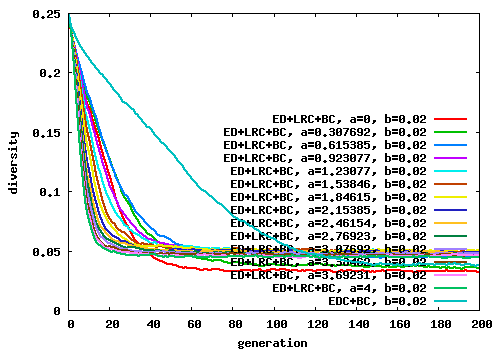 0.25
0.2
0.15
0.1
0.05
0
diversity
ED+LRC+BC, a=0, b=0.02
ED+LRC+BC, a=0.307692, b=0.02
ED+LRC+BC, a=0.615385, b=0.02
ED+LRC+BC, a=0.923077, b=0.02
ED+LRC+BC, a=1.23077, b=0.02
ED+LRC+BC, a=1.53846, b=0.02
ED+LRC+BC, a=1.84615, b=0.02
ED+LRC+BC, a=2.15385, b=0.02
ED+LRC+BC, a=2.46154, b=0.02
ED+LRC+BC, a=2.76923, b=0.02
ED+LRC+BC, a=3.07692, b=0.02
ED+LRC+BC, a=3.38462, b=0.02
ED+LRC+BC, a=3.69231, b=0.02
ED+LRC+BC, a=4, b=0.02
EDC+BC, b=0.02
0 20 40 60 80 100 120 140 160 180 200
generation